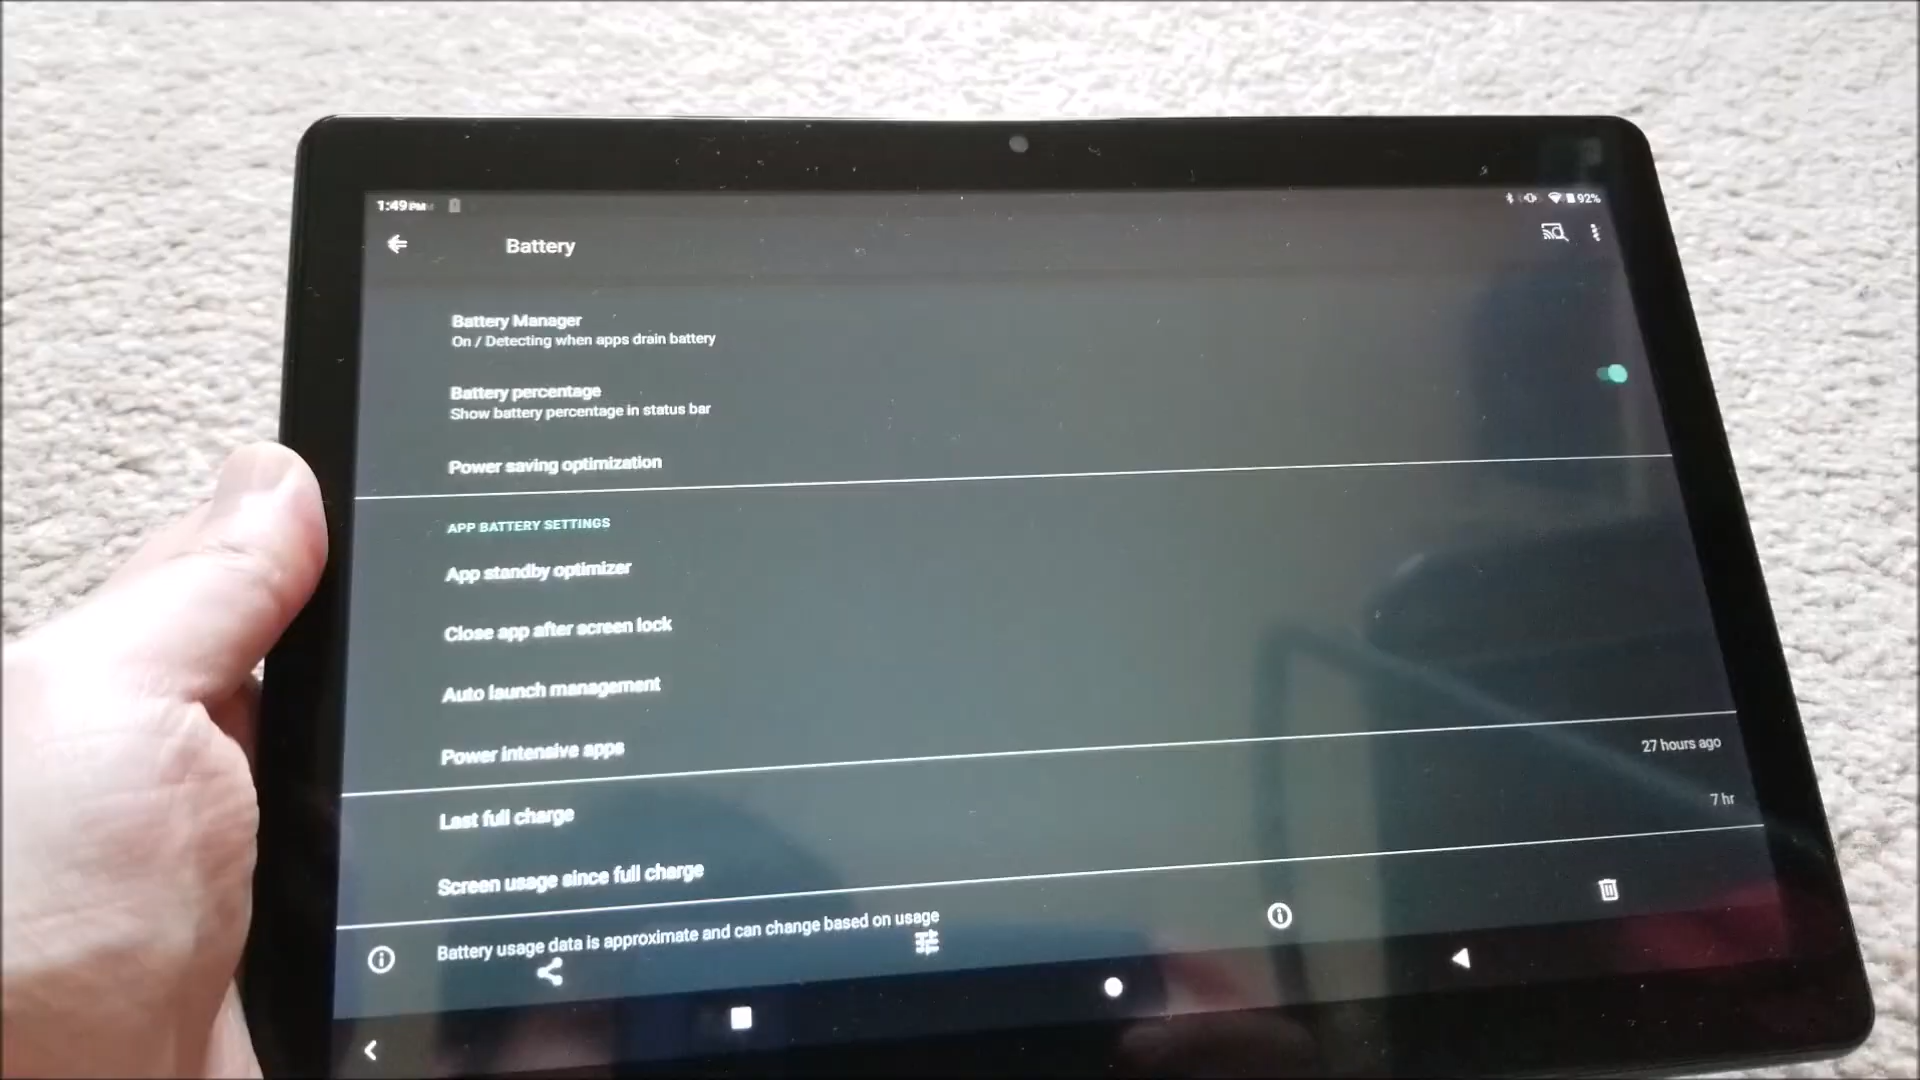 1:49 PM
92%
Battery
Battery Manager
On / Detecting when apps drain battery
Battery percentage
Show battery percentage in status bar
Power saving optimization
APP BATTERY SETTINGS
App standby optimizer
Close app after screen lock
Auto launch management
Power intensive apps
27 hours ago
Last full charge
7 hr
Screen usage since full charge
Battery usage data is approximate and can change based on usage